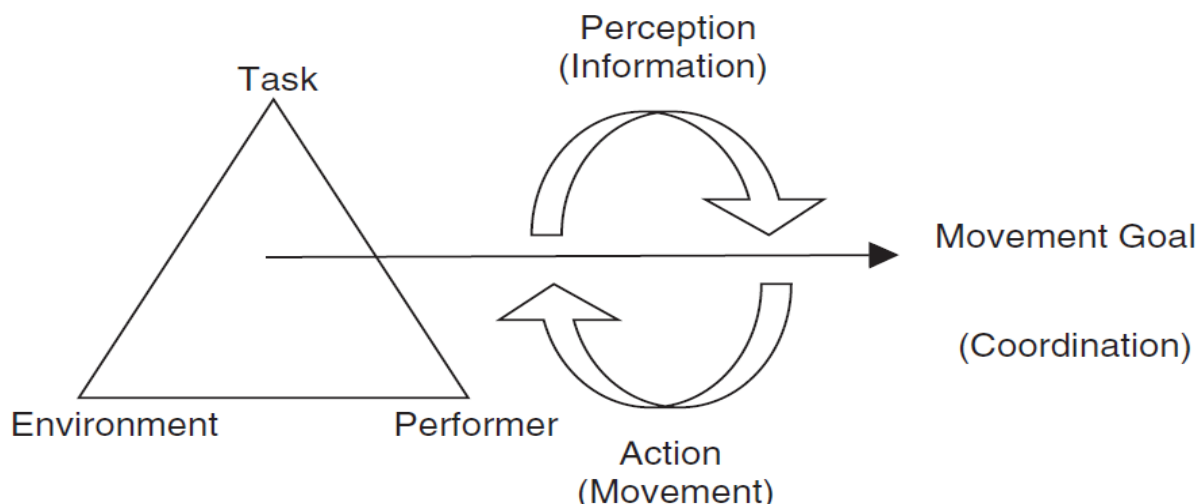 Perception
(Information)
Task
Movement Goal
(Coordination)
Environment
Performer
Action
(Movement)